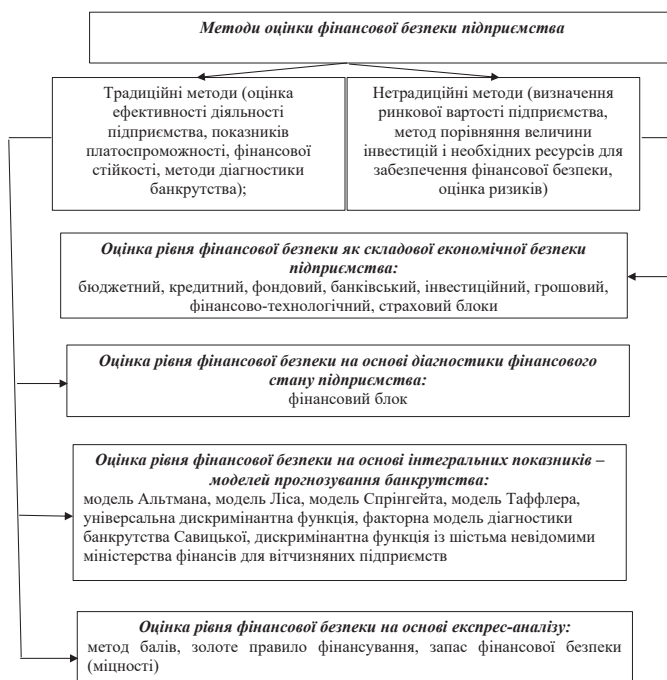 Методи оцінки фінансової безпеки підприємства
Традиційні методи (оцінка
ефективності діяльності
підприємства, показників
платоспроможності, фінансової
стійкості, методи діагностики
банкрутства);
Нетрадиційні методи (визначення
ринкової вартості підприємства,
метод порівняння величини
інвестицій і необхідних ресурсів для
забезпечення фінансової безпеки,
оцінка ризиків)
Оцінка рівня фінансової безпеки як складової економічної безпеки
підприємства:
бюджетний, кредитний, фондовий, банківський, інвестиційний, грошовий,
фінансово-технологічний, страховий блоки
Оцінка рівня фінансової безпеки на основі діагностики фінансового
стану підприємства:
фінансовий блок
Оцінка рівня фінансової безпеки на основі інтегральних показників –
моделей прогнозування банкрутства:
модель Альтмана, модель Ліса, модель Спрінгейта, модель Таффлера,
універсальна дискримінантна функція, факторна модель діагностики
банкрутства Савицької, дискримінантна функція із шістьма невідомими
міністерства фінансів для вітчизняних підприємств
Оцінка рівня фінансової безпеки на основі експрес-аналізу:
метод балів, золоте правило фінансування, запас фінансової безпеки
(міцності)